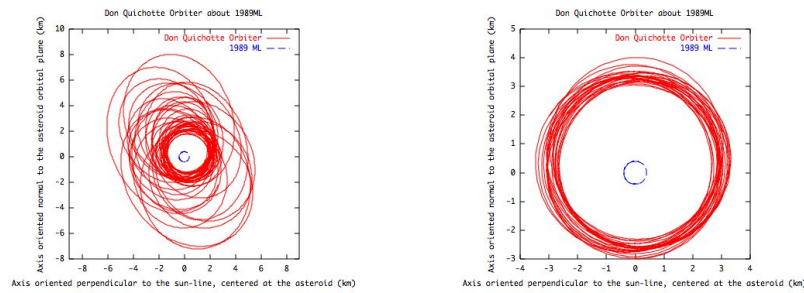 Don Quichotte Orbiter about 1989ML
Axis oriented normal to the asteroid orbital plane (km)
10
8
6
4
2
0
-2
-4
-6
-8
Don Quichotte Orbiter
1989 ML
-8 -6 -4 -2 0 2 4 6 8
Axis oriented perpendicular to the sun-line, centered at the asteroid (km)
Don Quichotte Orbiter about 1989ML
Axis oriented normal to the asteroid orbital plane (km)
5
4
3
2
1
0
-1
-2
-3
Don Quichotte Orbiter
1989 ML
-4 -3 -2 -1 0 1 2 3 4
Axis oriented perpendicular to the sun-line, centered at the asteroid (km)